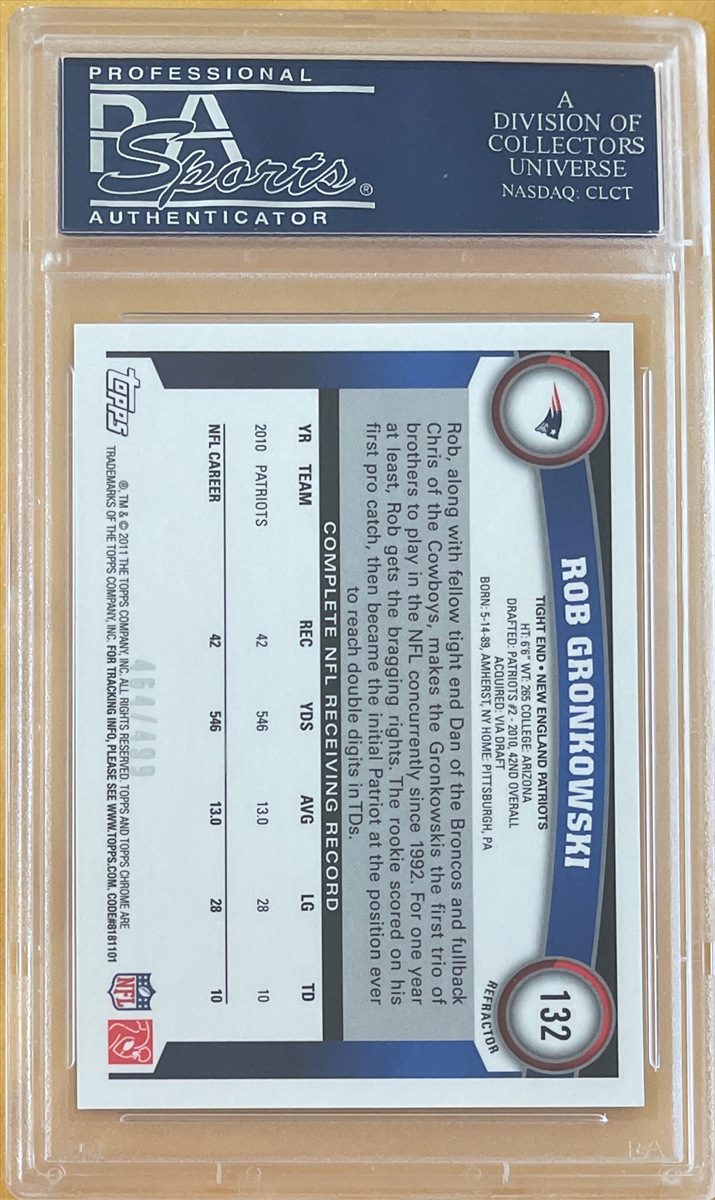 PROFESSIONAL
PSA
Sports®
AUTHENTICATOR
A
DIVISION OF
COLLECTORS
UNIVERSE
NASDAQ: CLCT
ROB GRONKOWSKI
132
REFRACTOR
TIGHT END • NEW ENGLAND PATRIOTS
HT: 6'6" WT: 265 COLLEGE: ARIZONA
DRAFTED: PATRIOTS #2 - 2010, 42ND OVERALL
ACQUIRED: VIA DRAFT
BORN: 5-14-89, AMHERST, NY HOME: PITTSBURGH, PA
Rob, along with fellow tight end Dan of the Broncos and fullback
Chris of the Cowboys, makes the Gronkowskis the first trio of
brothers to play in the NFL concurrently since 1992. For one year
at least, Rob gets the bragging rights. The rookie scored on his
first pro catch, then became the initial Patriot at the position ever
to reach double digits in TDs.
COMPLETE NFL RECEIVING RECORD
YR TEAM REC YDS AVG LG TD
2010 PATRIOTS 42 546 13.0 28 10
NFL CAREER 42 546 13.0 28 10
464/499
topps
®, TM & © 2011 THE TOPPS COMPANY, INC. ALL RIGHTS RESERVED. TOPPS AND TOPPS CHROME ARE
TRADEMARKS OF THE TOPPS COMPANY, INC. FOR TRACKING INFO, PLEASE SEE WWW.TOPPS.COM. CODE#8181101
NFL